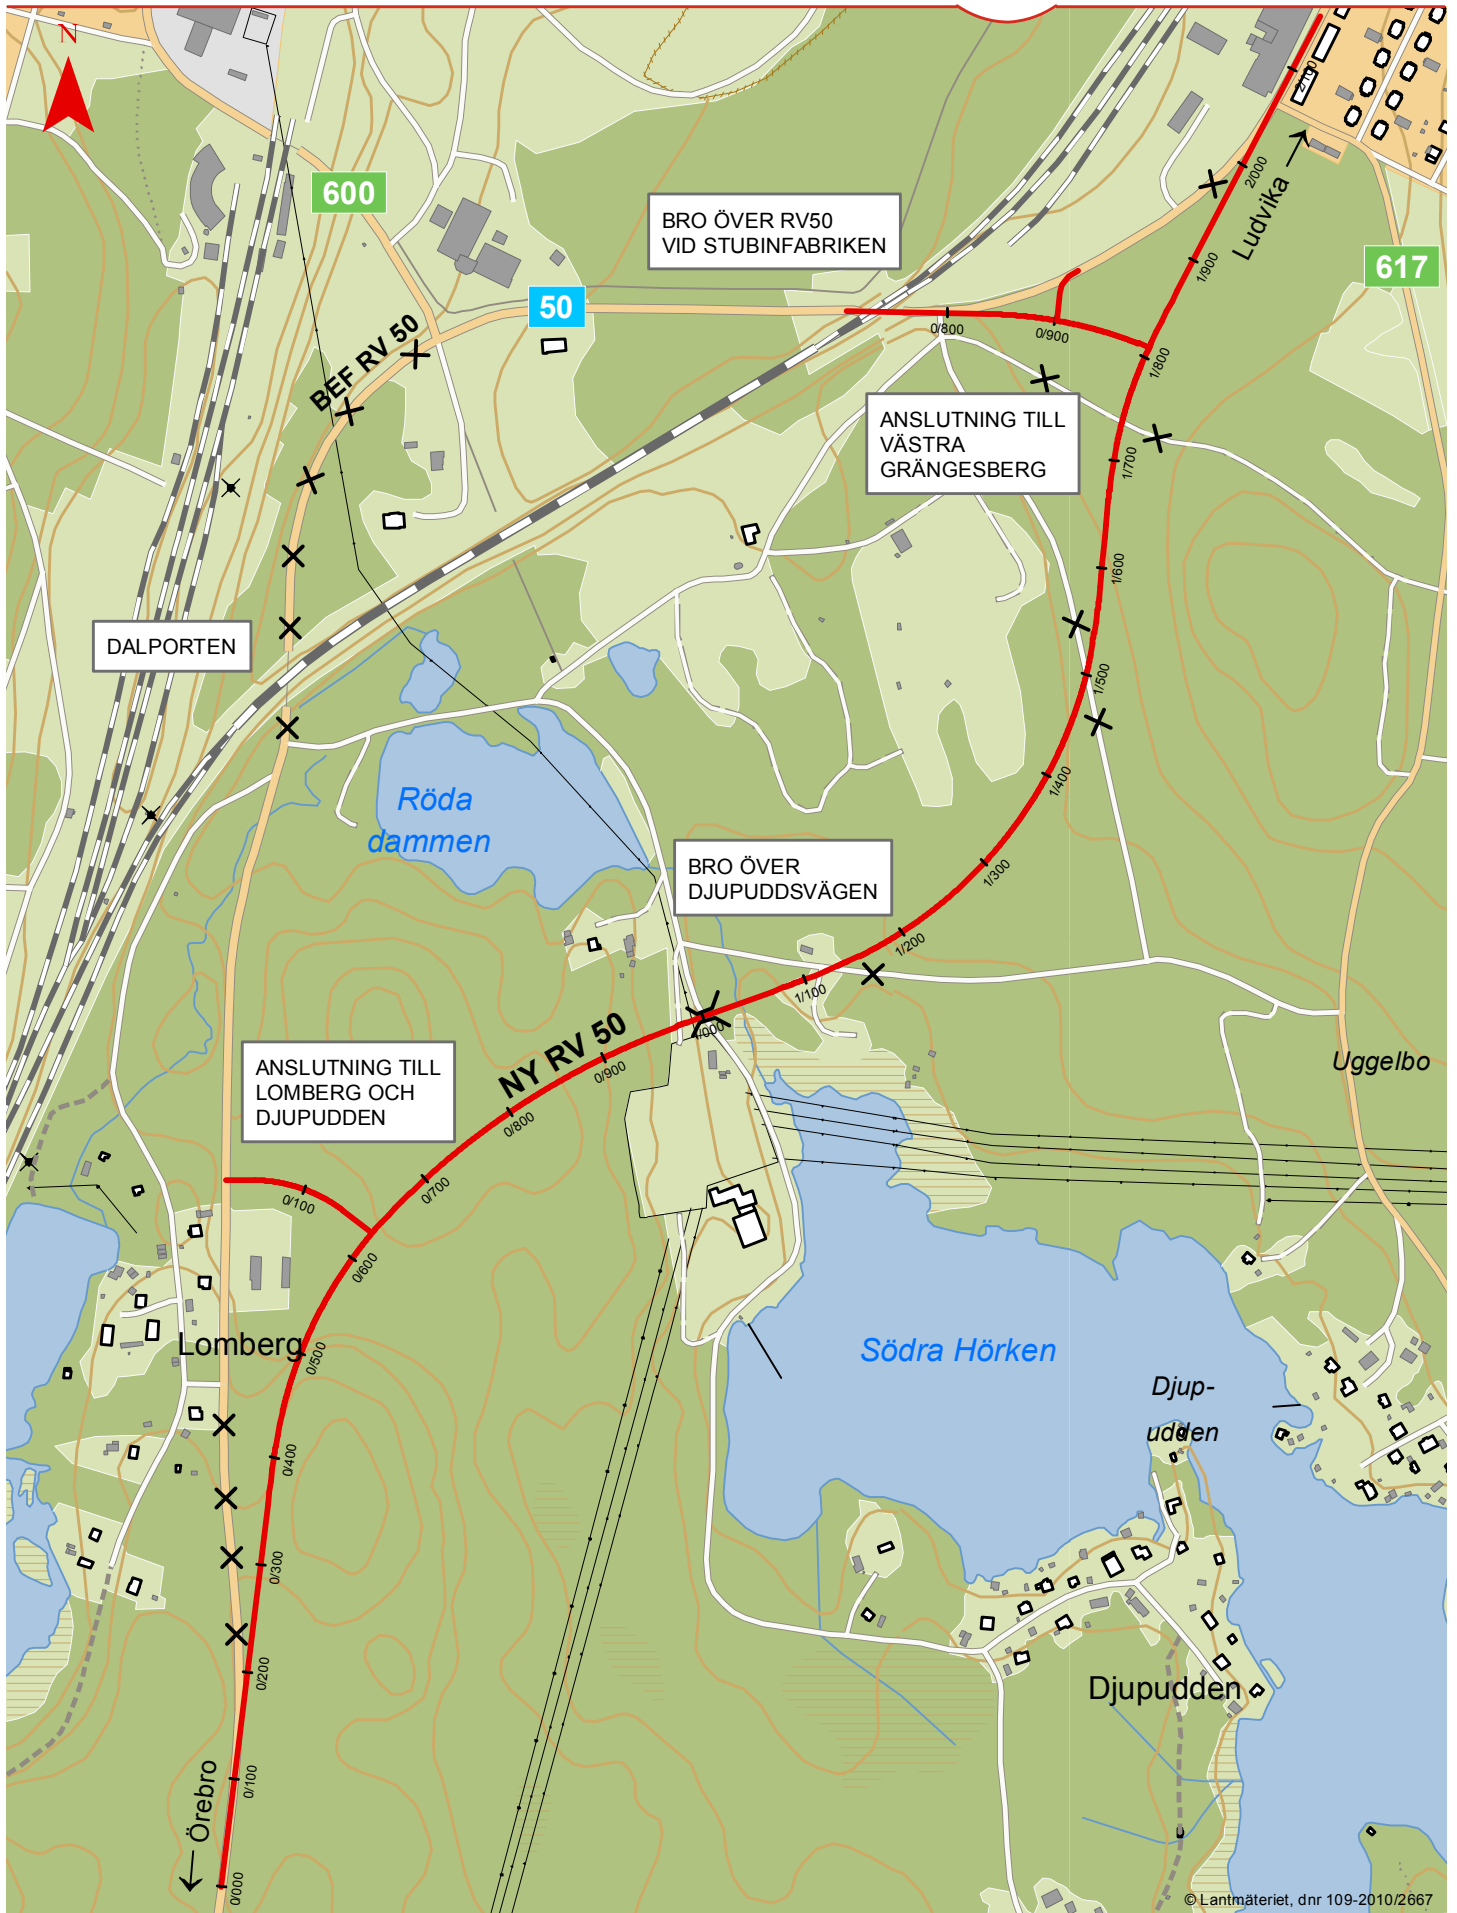 N
600
BRO ÖVER RV50
VID STUBINFABRIKEN
50
617
Ludvika
2/100
2/000
1/900
0/800
0/900
1/800
BEF RV 50
ANSLUTNING TILL
VÄSTRA
GRÄNGESBERG
1/700
1/600
DALPORTEN
1/500
1/400
Röda
dammen
BRO ÖVER
DJUPUDDSVÄGEN
1/300
1/200
1/100
1/000
NY RV 50
0/900
Uggelbo
ANSLUTNING TILL
LOMBERG OCH
DJUPUDDEN
0/800
0/700
0/100
0/600
Lomberg
0/500
Södra Hörken
Djup-
udden
0/400
0/300
0/200
Djupudden
0/100
Örebro
0/000
© Lantmäteriet, dnr 109-2010/2667